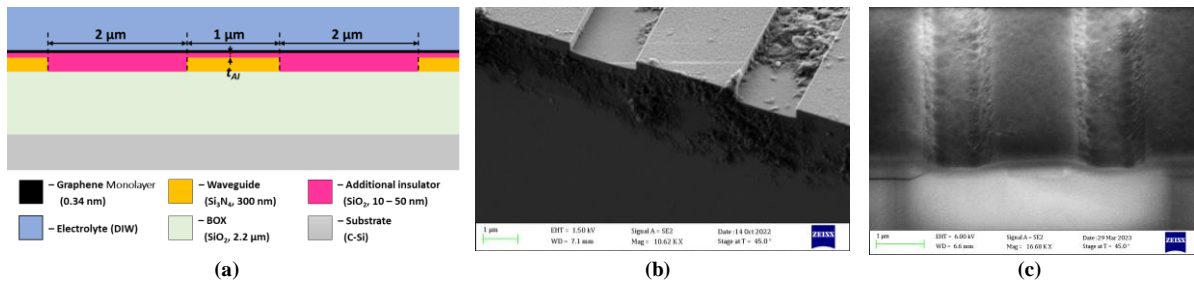 2 µm 1 µm 2 µm
t_AI
– Graphene Monolayer
(0.34 nm)
– Waveguide
(Si₃N₄, 300 nm)
– Additional insulator
(SiO₂, 10 – 50 nm)
– Electrolyte (DIW)
– BOX
(SiO₂, 2.2 µm)
– Substrate
(C-Si)
(a)
1 µm
EHT = 1.50 kV
WD = 7.1 mm
Signal A = SE2
Mag = 10.62 K X
Date :14 Oct 2022
Stage at T = 45.0 °
ZEISS
(b)
1 µm
EHT = 6.00 kV
WD = 6.6 mm
Signal A = SE2
Mag = 16.68 K X
Date :29 Mar 2023
Stage at T = 45.0 °
ZEISS
(c)